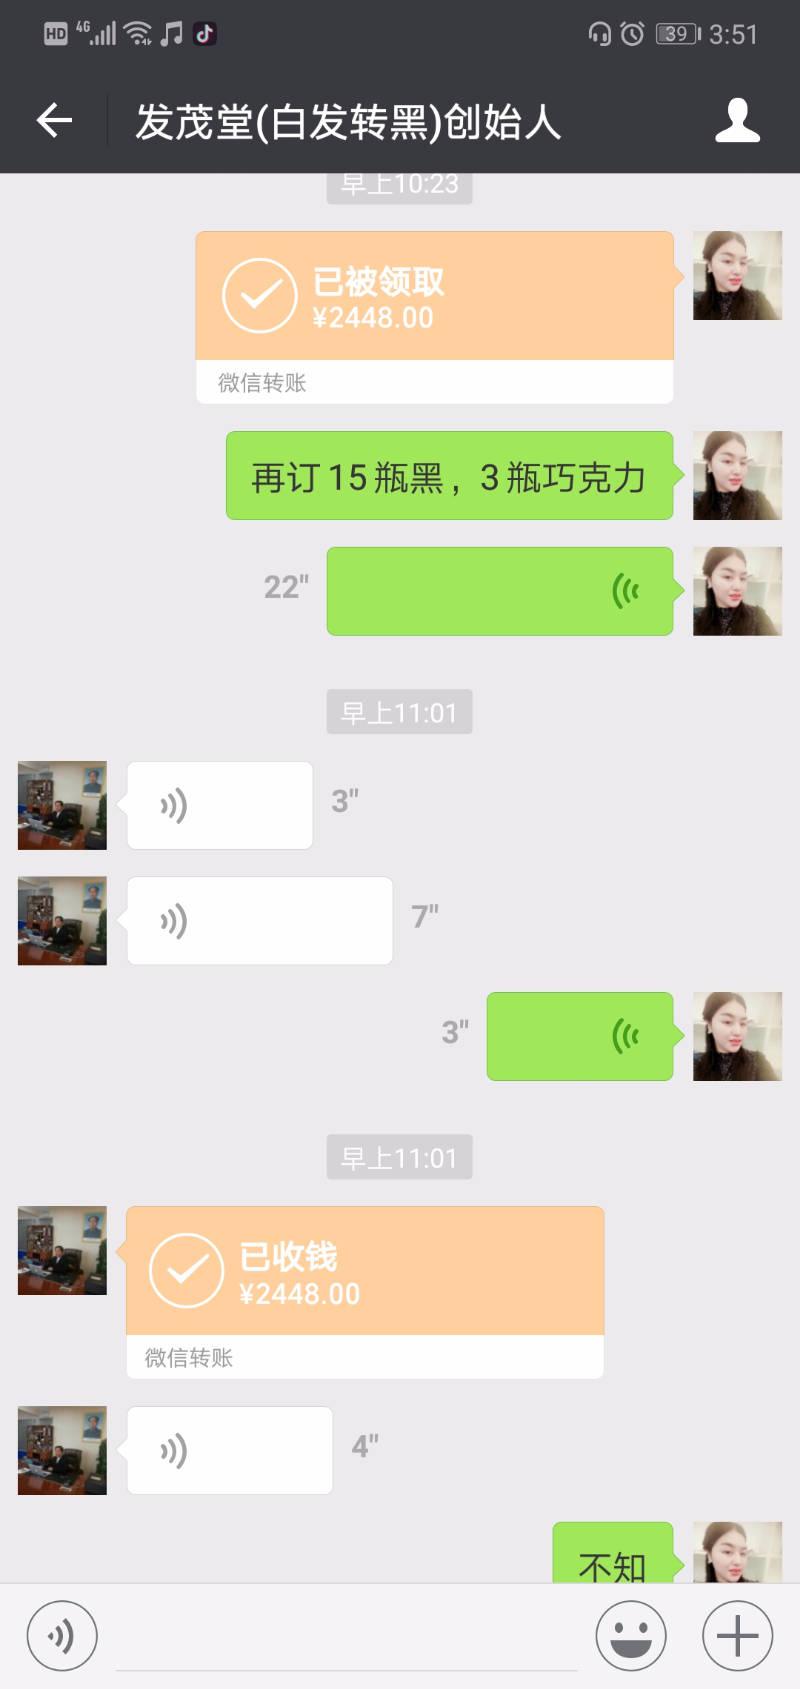 HD 4G 39 3:51
发茂堂(白发转黑)创始人
早上10:23
已被领取
¥2448.00
微信转账
再订15瓶黑，3瓶巧克力
22"
早上11:01
3"
7"
3"
早上11:01
已收钱
¥2448.00
微信转账
4"
不知